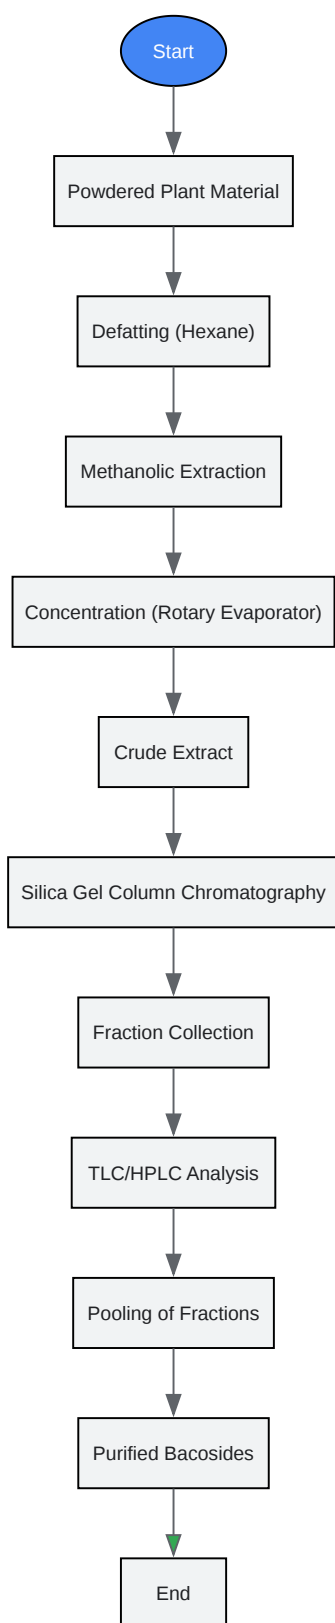 Start
Powdered Plant Material
Defatting (Hexane)
Methanolic Extraction
Concentration (Rotary Evaporator)
Crude Extract
Silica Gel Column Chromatography
Fraction Collection
TLC/HPLC Analysis
Pooling of Fractions
Purified Bacosides
End